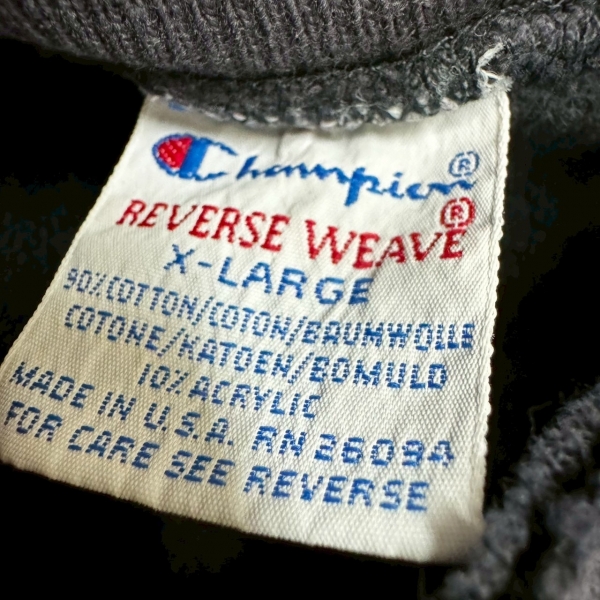 Champion®
REVERSE WEAVE®
X-LARGE
90%COTTON/COTON/BAUMWOLLE
COTONE/KATOEN/BOMULD
10% ACRYLIC
MADE IN U.S.A. RN 26094
FOR CARE SEE REVERSE